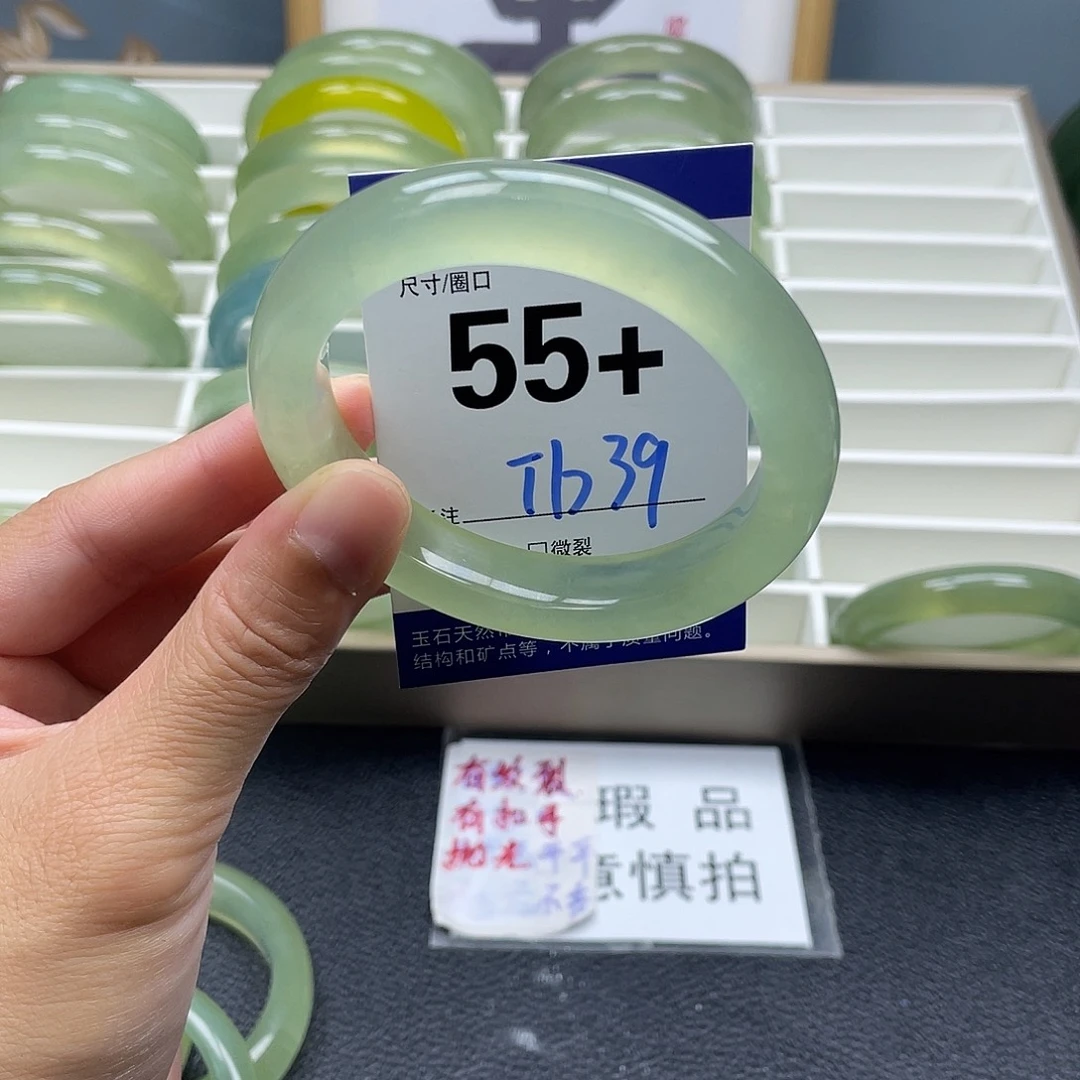 尺寸/圈口
55+
Tb39
注
微裂
玉石天然
结构和矿点等，不属于质量问题。
有纹裂
有扣手
抛光
瑕 品
意慎拍